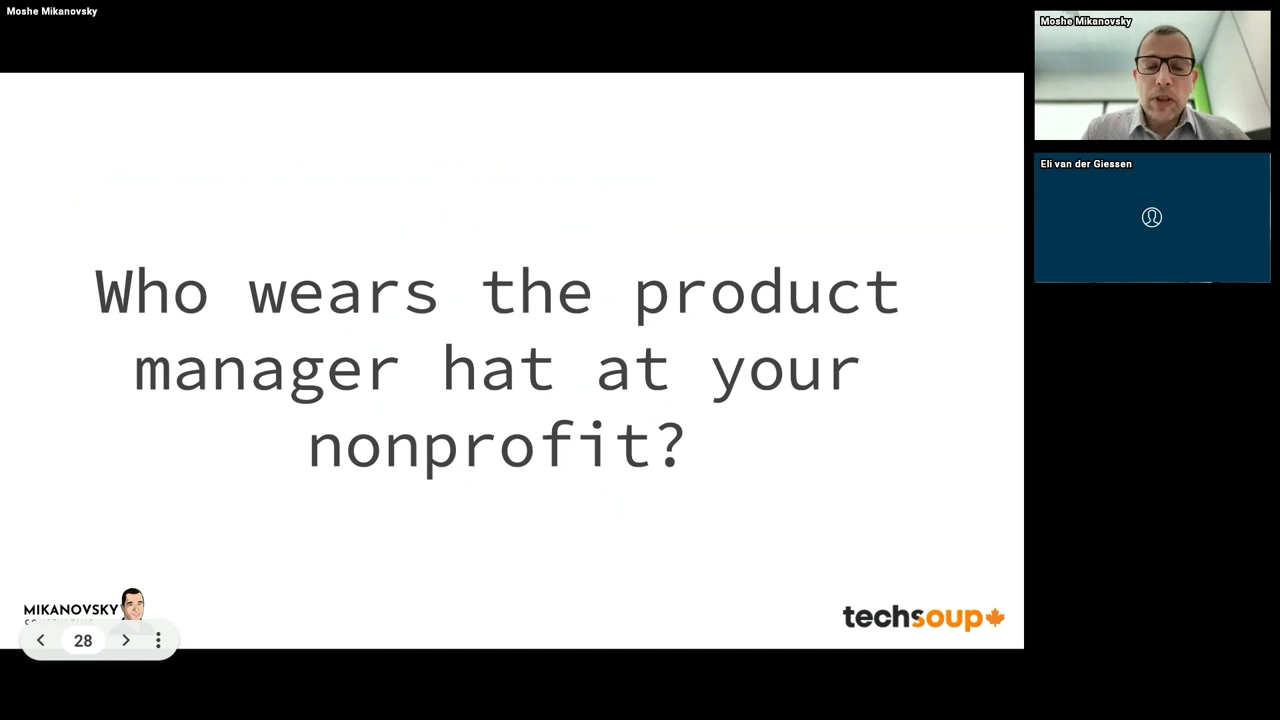 Moshe Mikanovsky
Moshe Mikanovsky
Eli van der Giessen
Who wears the product
manager hat at your
nonprofit?
MIKANOVSKY
28
techsoup